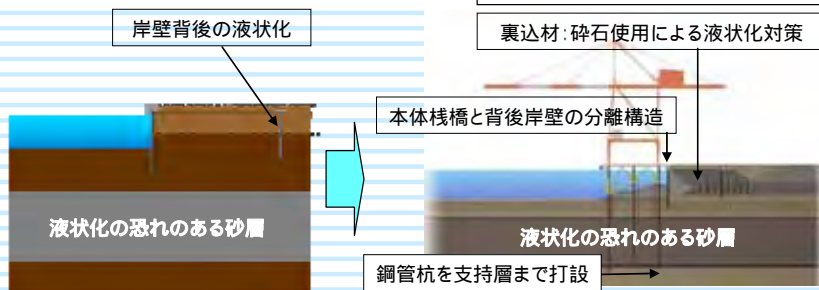 岸壁背後の液状化
裏込材：砕石使用による液状化対策
本体桟橋と背後岸壁の分離構造
液状化の恐れのある砂層
液状化の恐れのある砂層
鋼管杭を支持層まで打設